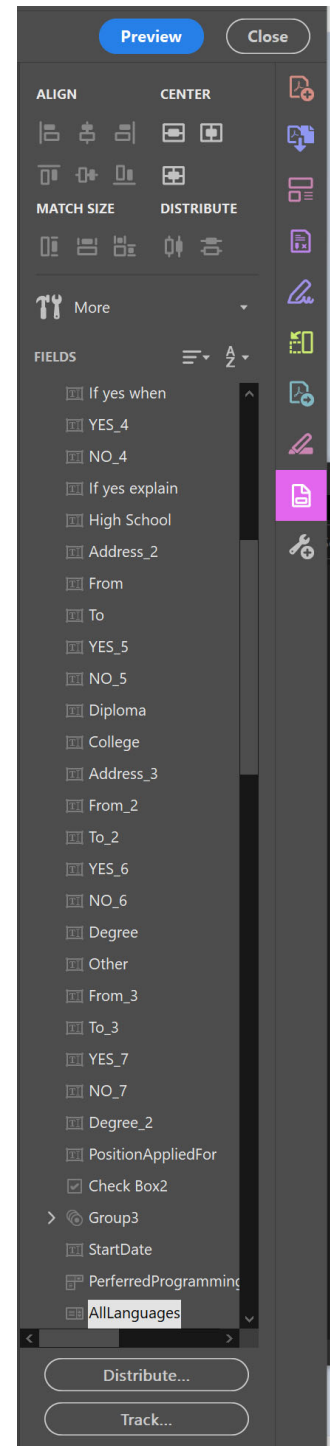 Preview Close
ALIGN CENTER
MATCH SIZE DISTRIBUTE
More
FIELDS
If yes when
YES_4
NO_4
If yes explain
High School
Address_2
From
To
YES_5
NO_5
Diploma
College
Address_3
From_2
To_2
YES_6
NO_6
Degree
Other
From_3
To_3
YES_7
NO_7
Degree_2
PositionAppliedFor
Check Box2
Group3
StartDate
PerferredProgramming
AllLanguages
Distribute...
Track...